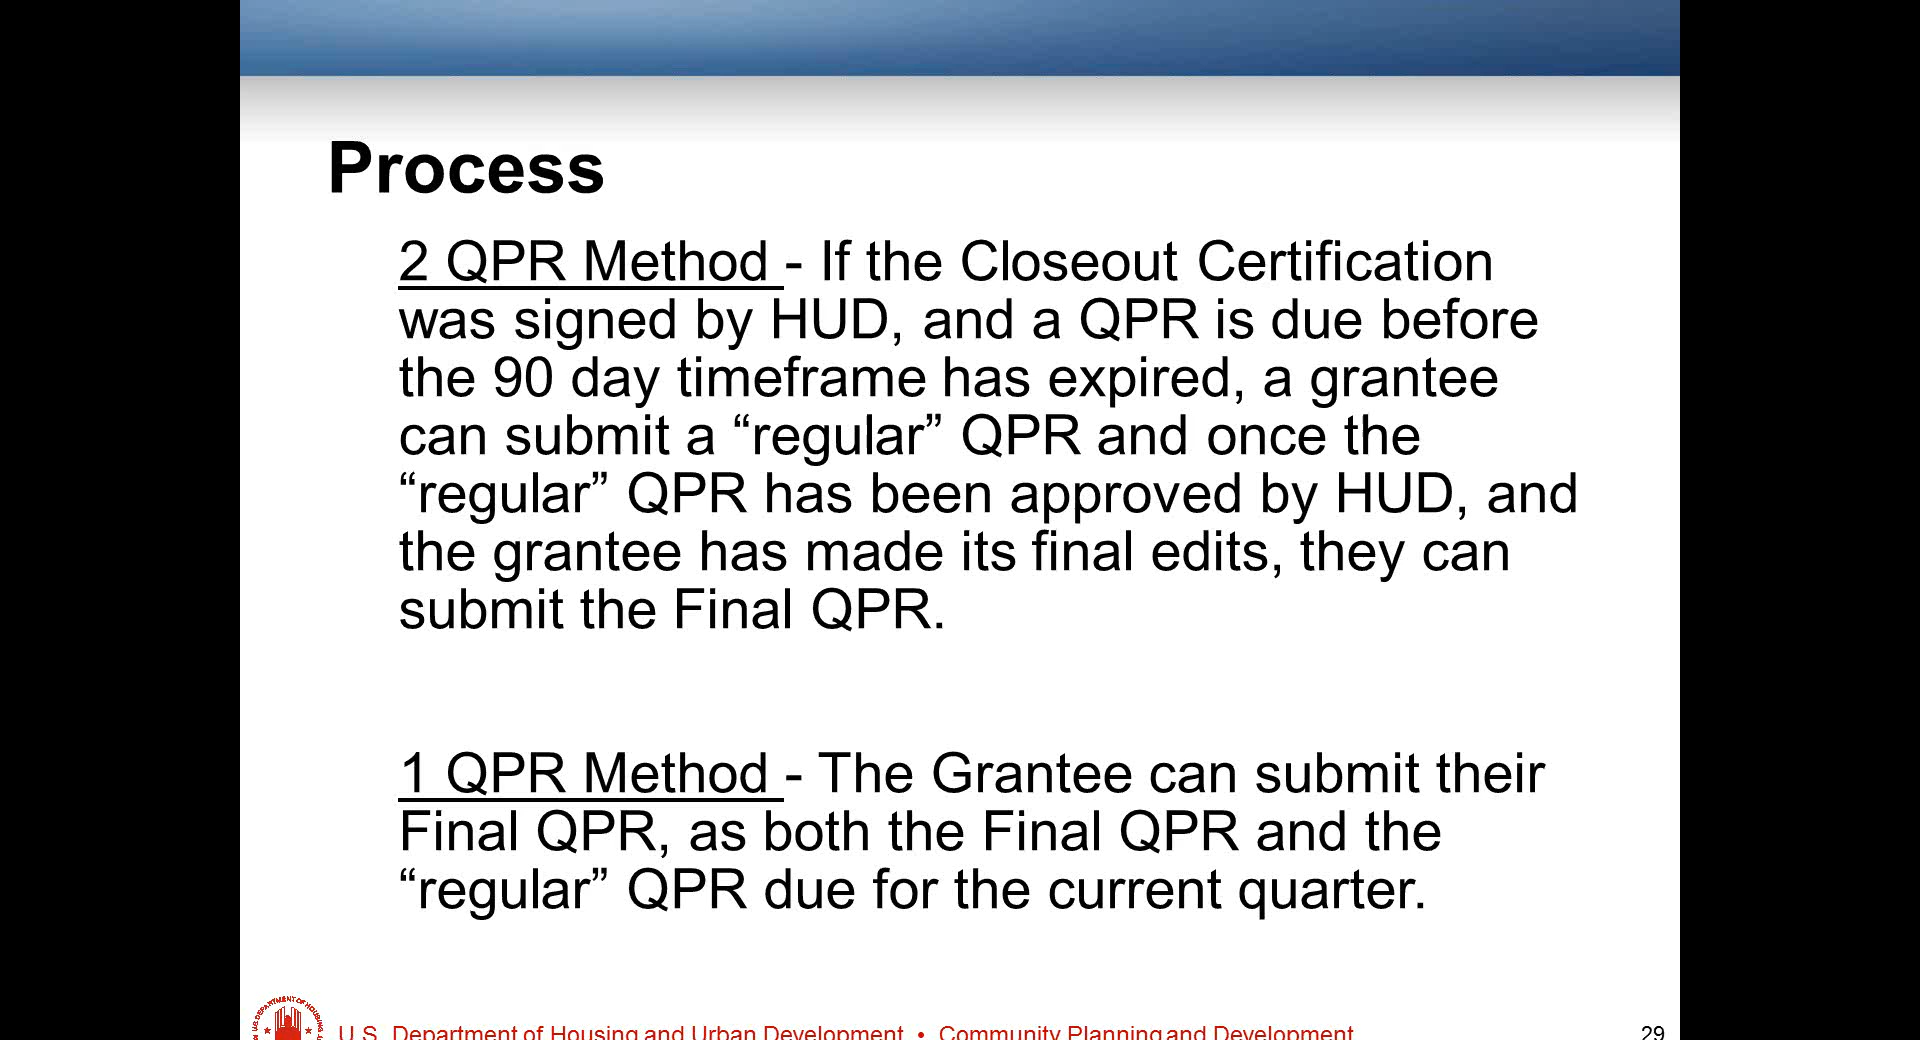 Process
2 QPR Method - If the Closeout Certification
was signed by HUD, and a QPR is due before
the 90 day timeframe has expired, a grantee
can submit a “regular” QPR and once the
“regular” QPR has been approved by HUD, and
the grantee has made its final edits, they can
submit the Final QPR.
1 QPR Method - The Grantee can submit their
Final QPR, as both the Final QPR and the
“regular” QPR due for the current quarter.
U.S. DEPARTMENT OF HOUSING
U.S. Department of Housing and Urban Development • Community Planning and Development
29